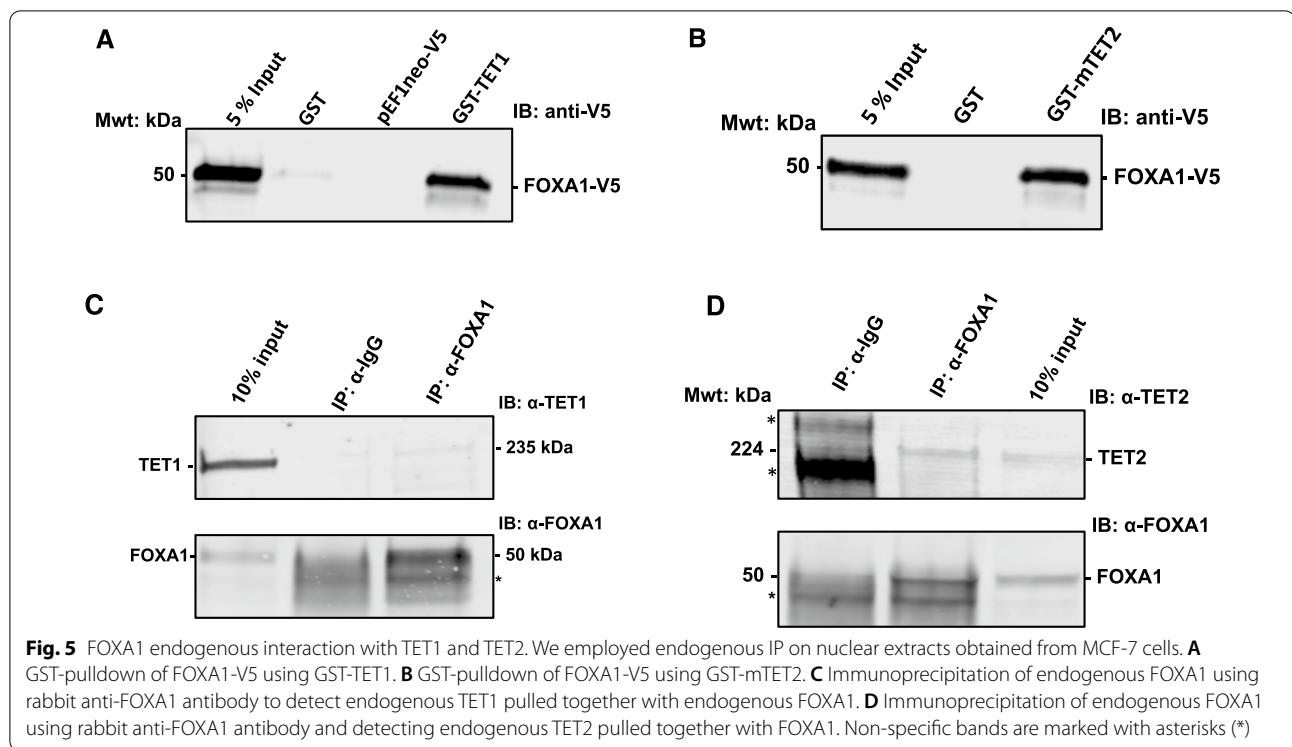 A
5 % Input
GST
pEF1neo-V5
GST-TET1
IB: anti-V5
Mwt: kDa
50
FOXA1-V5
B
5 % Input
GST
GST-mTET2
IB: anti-V5
Mwt: kDa
50
FOXA1-V5
C
10% input
IP: α-IgG
IP: α-FOXA1
IB: α-TET1
235 kDa
TET1
IB: α-FOXA1
FOXA1
50 kDa
*
D
IP: α-IgG
IP: α-FOXA1
10% input
Mwt: kDa
IB: α-TET2
*
224
TET2
*
IB: α-FOXA1
50
FOXA1
*
Fig. 5 FOXA1 endogenous interaction with TET1 and TET2. We employed endogenous IP on nuclear extracts obtained from MCF-7 cells. A
GST-pulldown of FOXA1-V5 using GST-TET1. B GST-pulldown of FOXA1-V5 using GST-mTET2. C Immunoprecipitation of endogenous FOXA1 using
rabbit anti-FOXA1 antibody to detect endogenous TET1 pulled together with endogenous FOXA1. D Immunoprecipitation of endogenous FOXA1
using rabbit anti-FOXA1 antibody and detecting endogenous TET2 pulled together with FOXA1. Non-specific bands are marked with asterisks (*)